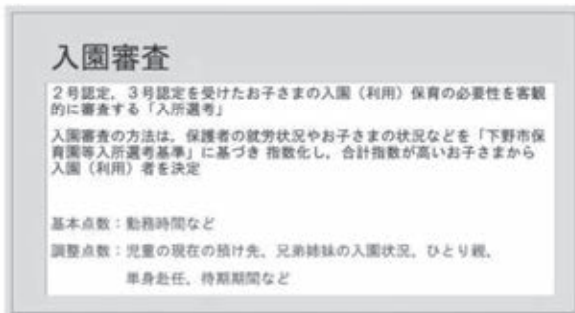 入園審査
２号認定，３号認定を受けたお子さまの入園（利用）保育の必要性を客観
的に審査する「入所選考」
入園審査の方法は，保護者の就労状況やお子さまの状況などを「下野市保
育園等入所選考基準」に基づき 指数化し，合計指数が高いお子さまから
入園（利用）者を決定
基本点数：勤務時間など
調整点数：児童の現在の預け先，兄弟姉妹の入園状況，ひとり親，
単身赴任，待期期間など